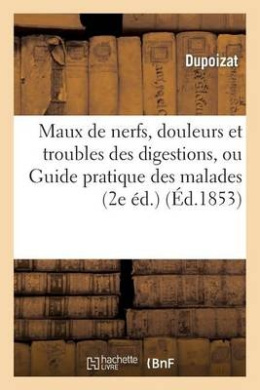 Dupoizat
Maux de nerfs, douleurs et
troubles des digestions, ou
Guide pratique des malades
(2e éd.) (Éd.1853)
hachette
LIVRE
{BnF